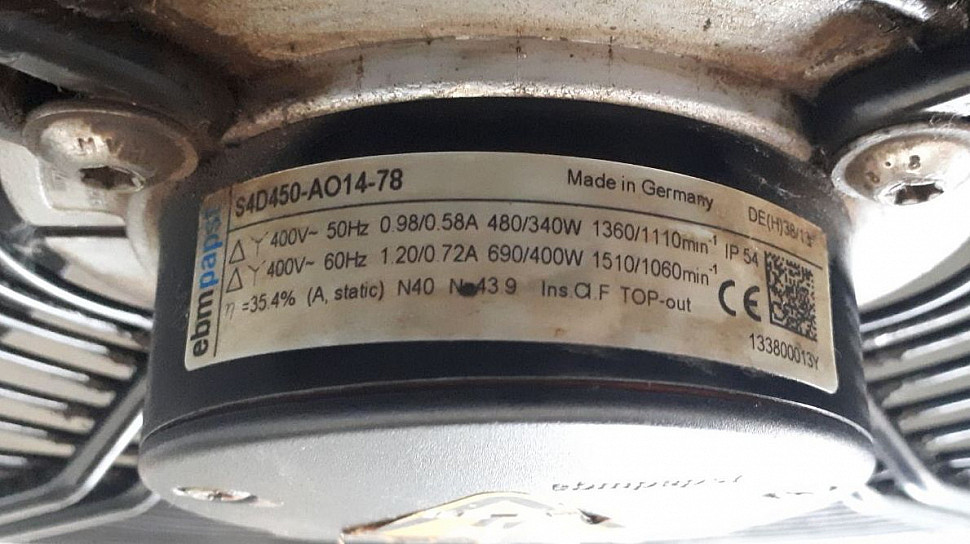 S4D450-AO14-78 Made in Germany DE(H)38/13
△ Y 400V~ 50Hz 0.98/0.58A 480/340W 1360/1110min⁻¹ IP 54
△ Y 400V~ 60Hz 1.20/0.72A 690/400W 1510/1060min⁻¹
η =35.4% (A, static) N40 Nₐ 43.9 Ins.Cl.F TOP-out CE
133800013Y
ebmpapst
ebmpapst